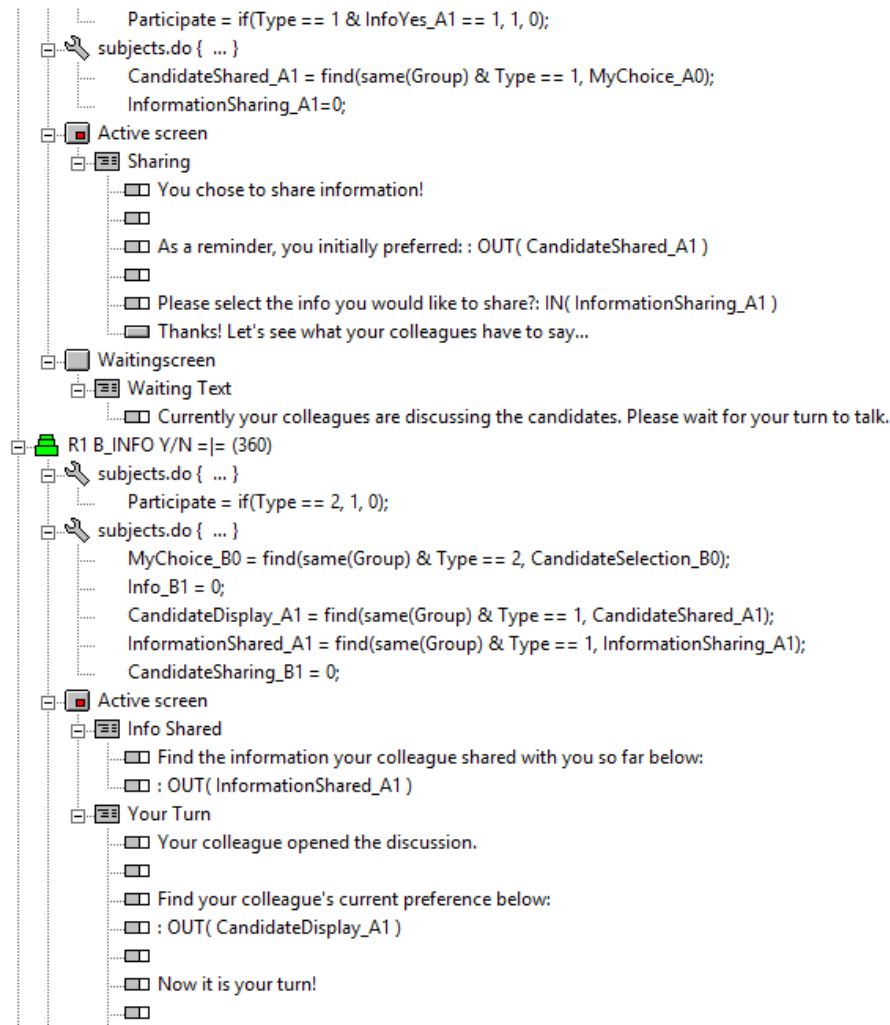 Participate = if(Type == 1 & InfoYes_A1 == 1, 1, 0);
subjects.do { ... }
CandidateShared_A1 = find(same(Group) & Type == 1, MyChoice_A0);
InformationSharing_A1=0;
Active screen
Sharing
You chose to share information!
As a reminder, you initially preferred: : OUT( CandidateShared_A1 )
Please select the info you would like to share?: IN( InformationSharing_A1 )
Thanks! Let's see what your colleagues have to say...
Waitingscreen
Waiting Text
Currently your colleagues are discussing the candidates. Please wait for your turn to talk.
R1 B_INFO Y/N =|= (360)
subjects.do { ... }
Participate = if(Type == 2, 1, 0);
subjects.do { ... }
MyChoice_B0 = find(same(Group) & Type == 2, CandidateSelection_B0);
Info_B1 = 0;
CandidateDisplay_A1 = find(same(Group) & Type == 1, CandidateShared_A1);
InformationShared_A1 = find(same(Group) & Type == 1, InformationSharing_A1);
CandidateSharing_B1 = 0;
Active screen
Info Shared
Find the information your colleague shared with you so far below:
: OUT( InformationShared_A1 )
Your Turn
Your colleague opened the discussion.
Find your colleague's current preference below:
: OUT( CandidateDisplay_A1 )
Now it is your turn!